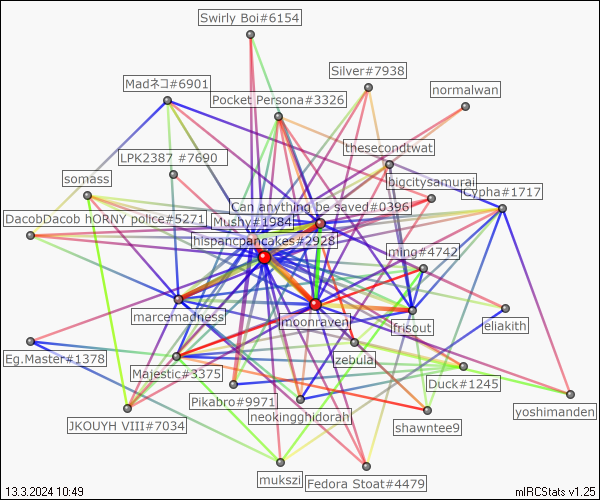 Swirly Boi#6154
Silver#7938
Madネコ#6901
normalwan
Pocket Persona#3326
thesecondtwat
LPK2387 #7690
bigcitysamurai
somass
Cypha#1717
Can anything be saved#0396
DacobDacob hORNY police#5271
Mushy#1984
hispancpancakes#2928
ming#4742
marcemadness
moonraven
frisout
eliakith
Eg.Master#1378
zebula
Majestic#3375
Duck#1245
Pikabro#9971
neokingghidorah
yoshimanden
JKOUYH VIII#7034
shawntee9
mukszi
Fedora Stoat#4479
13.3.2024 10:49
mIRCStats v1.25